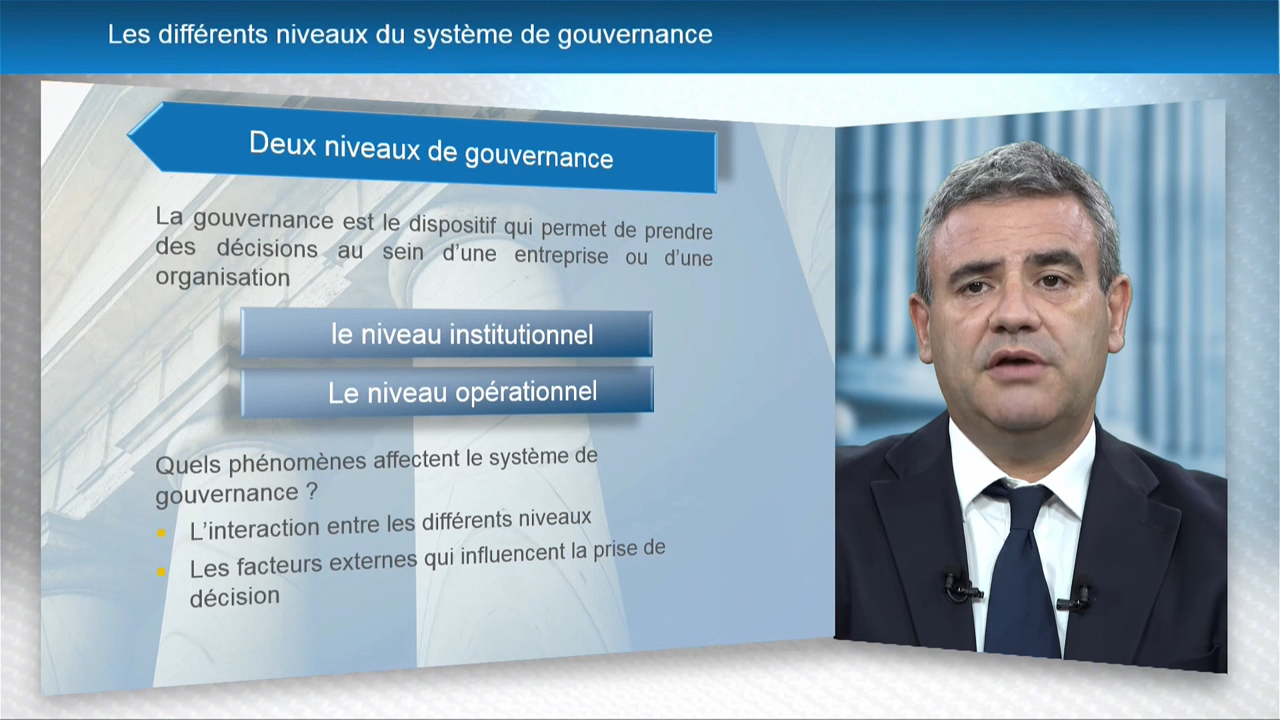 Les différents niveaux du système de gouvernance
Deux niveaux de gouvernance
La gouvernance est le dispositif qui permet de prendre
des décisions au sein d'une entreprise ou d'une
organisation
le niveau institutionnel
Le niveau opérationnel
Quels phénomènes affectent le système de
gouvernance ?
L'interaction entre les différents niveaux
Les facteurs externes qui influencent la prise de
décision